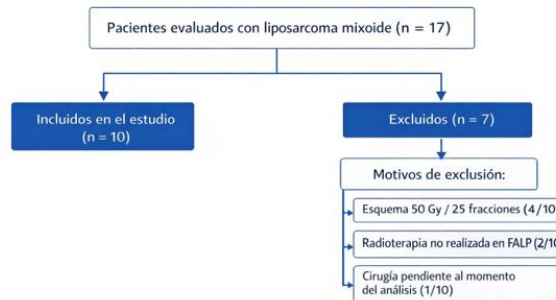 Pacientes evaluados con liposarcoma mixoide (n = 17)
Incluidos en el estudio
(n = 10)
Excluidos (n = 7)
Motivos de exclusión:
Esquema 50 Gy / 25 fracciones (4/10
Radioterapia no realizada en FALP (2/10
Cirugía pendiente al momento
del análisis (1/10)